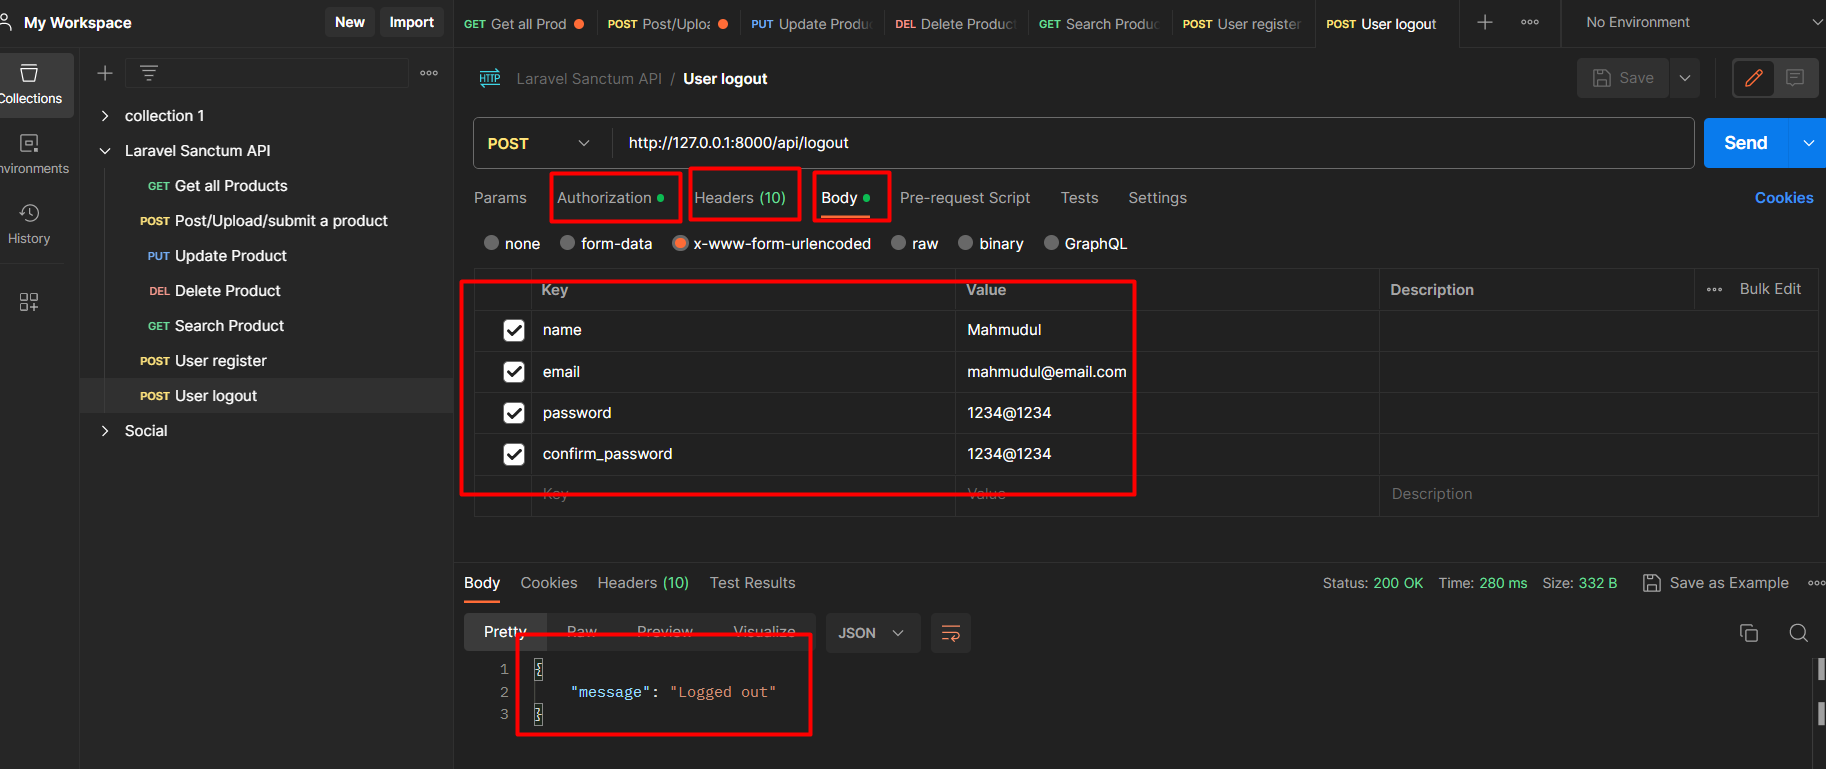 My Workspace
New
Import
GET Get all Prod
POST Post/Uploa
PUT Update Produ
DEL Delete Product
GET Search Produc
POST User register
POST User logout
No Environment
Collections
nvironments
History
collection 1
Laravel Sanctum API
GET Get all Products
POST Post/Upload/submit a product
PUT Update Product
DEL Delete Product
GET Search Product
POST User register
POST User logout
Social
HTTP Laravel Sanctum API / User logout
Save
POST http://127.0.0.1:8000/api/logout
Send
Params Authorization Headers (10) Body Pre-request Script Tests Settings Cookies
none form-data x-www-form-urlencoded raw binary GraphQL
Key Value Description Bulk Edit
name Mahmudul
email mahmudul@email.com
password 1234@1234
confirm_password 1234@1234
Key Value Description
Body Cookies Headers (10) Test Results Status: 200 OK Time: 280 ms Size: 332 B Save as Example
Pretty Raw Preview Visualize JSON
1 {
2 "message": "Logged out"
3 }